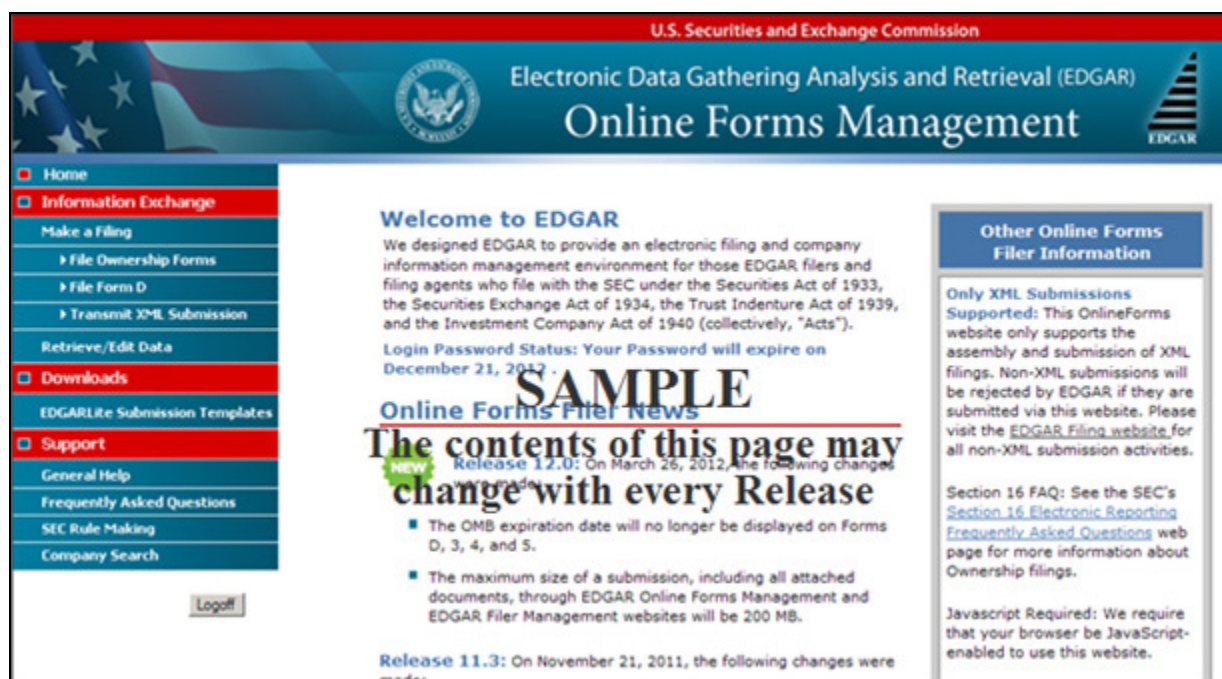 U.S. Securities and Exchange Commission
Electronic Data Gathering Analysis and Retrieval (EDGAR)
Online Forms Management
EDGAR
Home
Information Exchange
Make a Filing
File Ownership Forms
File Form D
Transmit XML Submission
Retrieve/Edit Data
Downloads
EDGARLite Submission Templates
Support
General Help
Frequently Asked Questions
SEC Rule Making
Company Search
Logoff
Welcome to EDGAR
We designed EDGAR to provide an electronic filing and company
information management environment for those EDGAR filers and
filing agents who file with the SEC under the Securities Act of 1933,
the Securities Exchange Act of 1934, the Trust Indenture Act of 1939,
and the Investment Company Act of 1940 (collectively, "Acts").
Login Password Status: Your Password will expire on
December 21, 2012 .
SAMPLE
Online Forms Filer News
The contents of this page may
change with every Release
NEW
Release 12.0: On March 26, 2012, the following changes
were made:
The OMB expiration date will no longer be displayed on Forms
D, 3, 4, and 5.
The maximum size of a submission, including all attached
documents, through EDGAR Online Forms Management and
EDGAR Filer Management websites will be 200 MB.
Release 11.3: On November 21, 2011, the following changes were
made:
Other Online Forms
Filer Information
Only XML Submissions
Supported: This OnlineForms
website only supports the
assembly and submission of XML
filings. Non-XML submissions will
be rejected by EDGAR if they are
submitted via this website. Please
visit the EDGAR Filing website for
all non-XML submission activities.
Section 16 FAQ: See the SEC's
Section 16 Electronic Reporting
Frequently Asked Questions web
page for more information about
Ownership filings.
Javascript Required: We require
that your browser be JavaScript-
enabled to use this website.